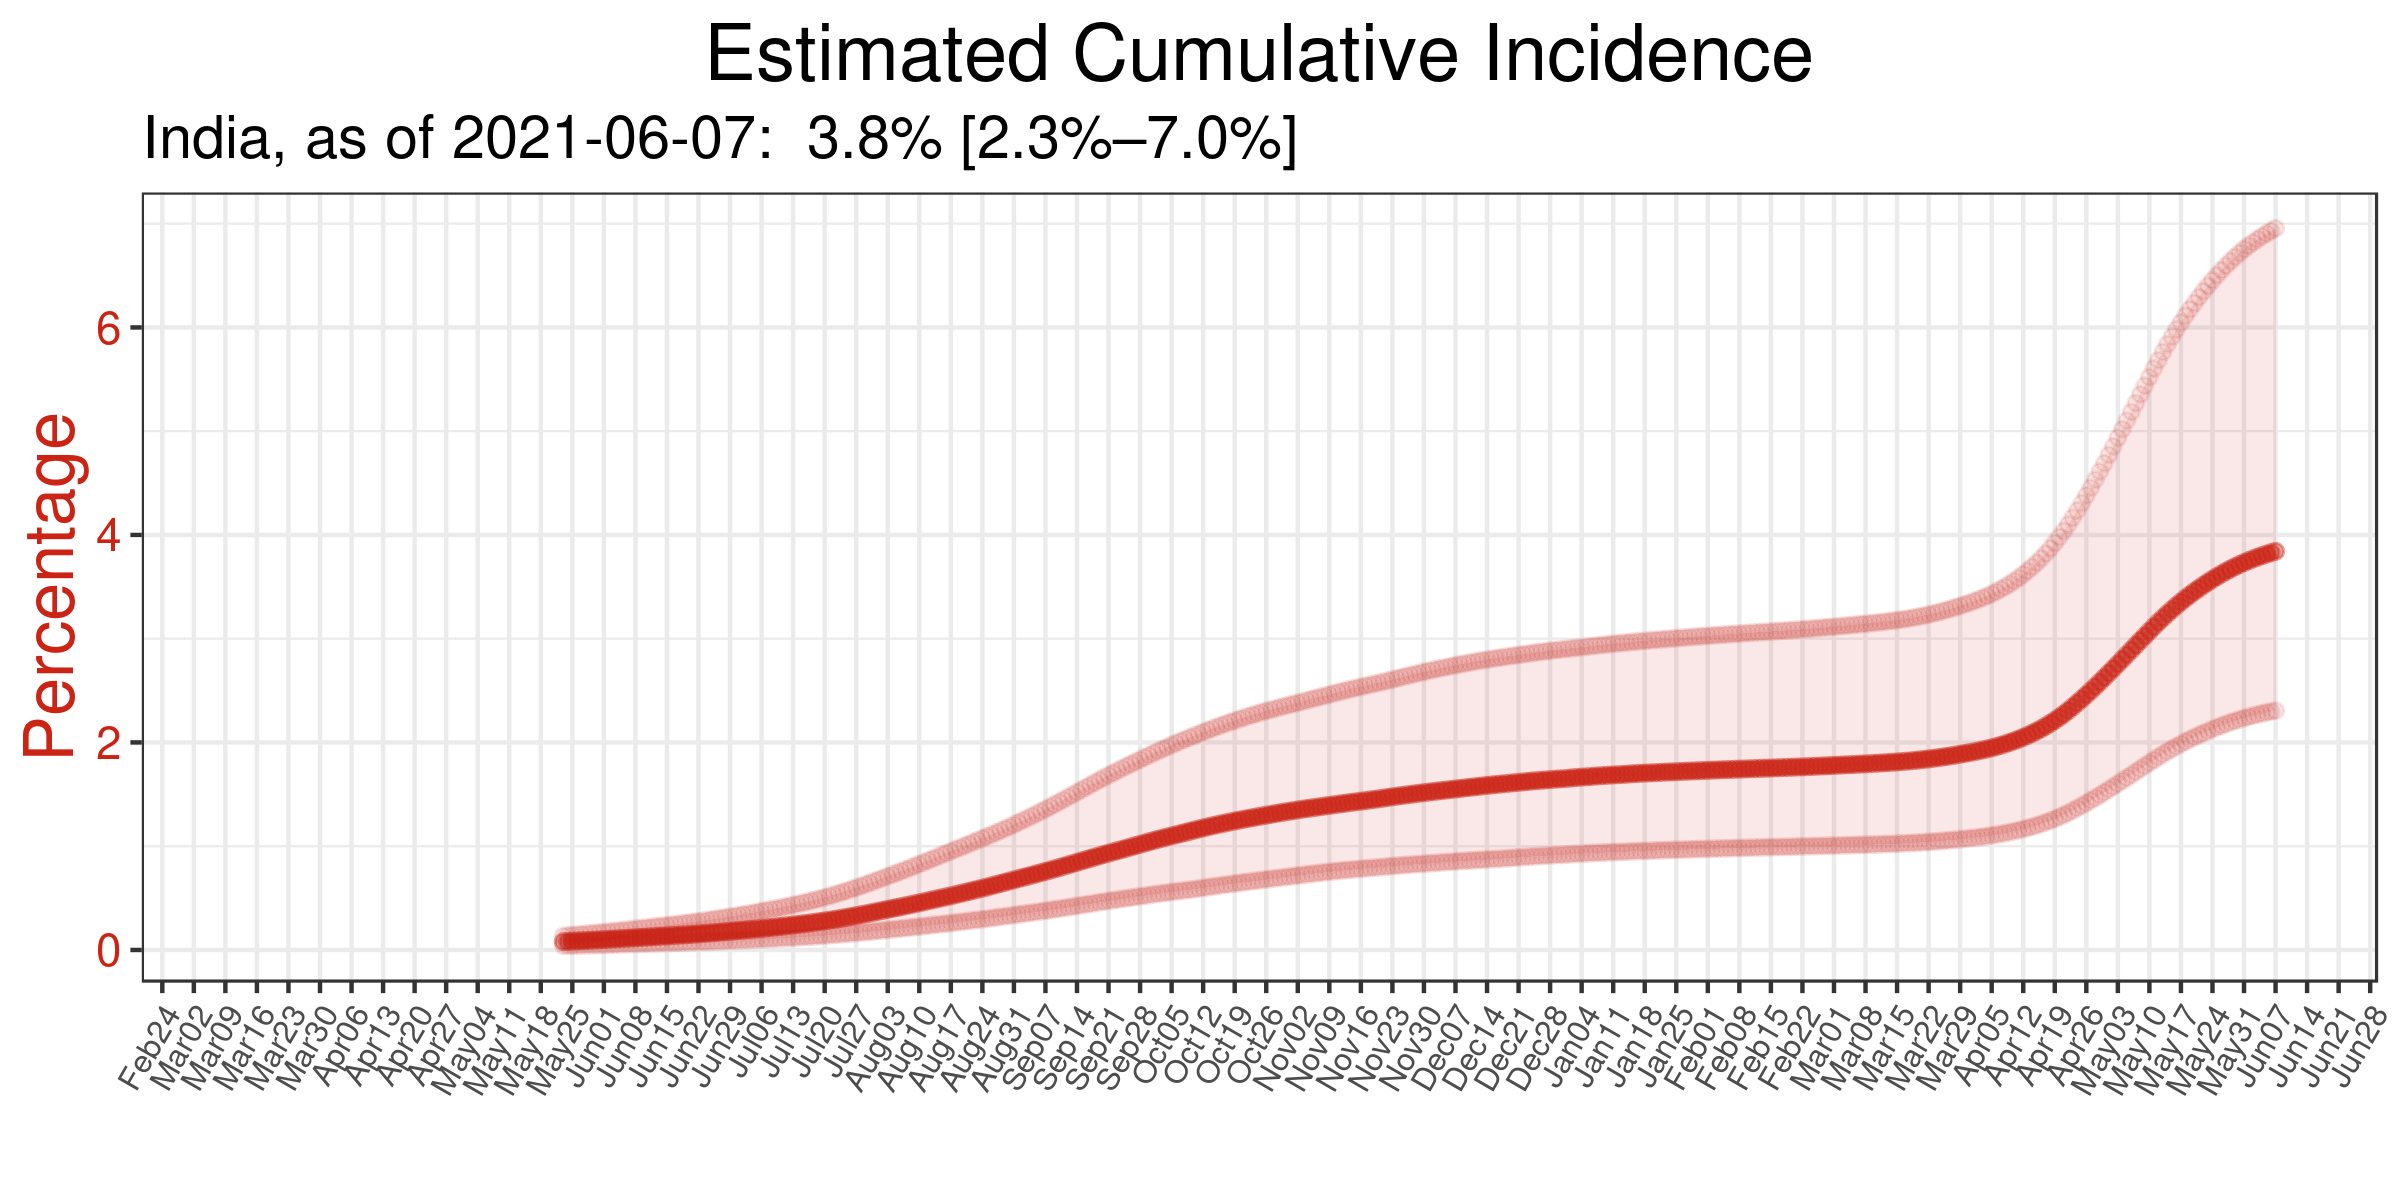 Estimated Cumulative Incidence
India, as of 2021-06-07: 3.8% [2.3%–7.0%]
Percentage
6
4
2
0
Feb24
Mar02
Mar09
Mar16
Mar23
Mar30
Apr06
Apr13
Apr20
Apr27
May04
May11
May18
May25
Jun01
Jun08
Jun15
Jun22
Jun29
Jul06
Jul13
Jul20
Jul27
Aug03
Aug10
Aug17
Aug24
Aug31
Sep07
Sep14
Sep21
Sep28
Oct05
Oct12
Oct19
Oct26
Nov02
Nov09
Nov16
Nov23
Nov30
Dec07
Dec14
Dec21
Dec28
Jan04
Jan11
Jan18
Jan25
Feb01
Feb08
Feb15
Feb22
Mar01
Mar08
Mar15
Mar22
Mar29
Apr05
Apr12
Apr19
Apr26
May03
May10
May17
May24
May31
Jun07
Jun14
Jun21
Jun28